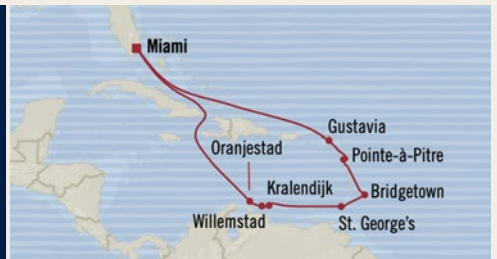 Miami
Gustavia
Oranjestad
Pointe-à-Pitre
Kralendijk
Bridgetown
Willemstad
St. George's